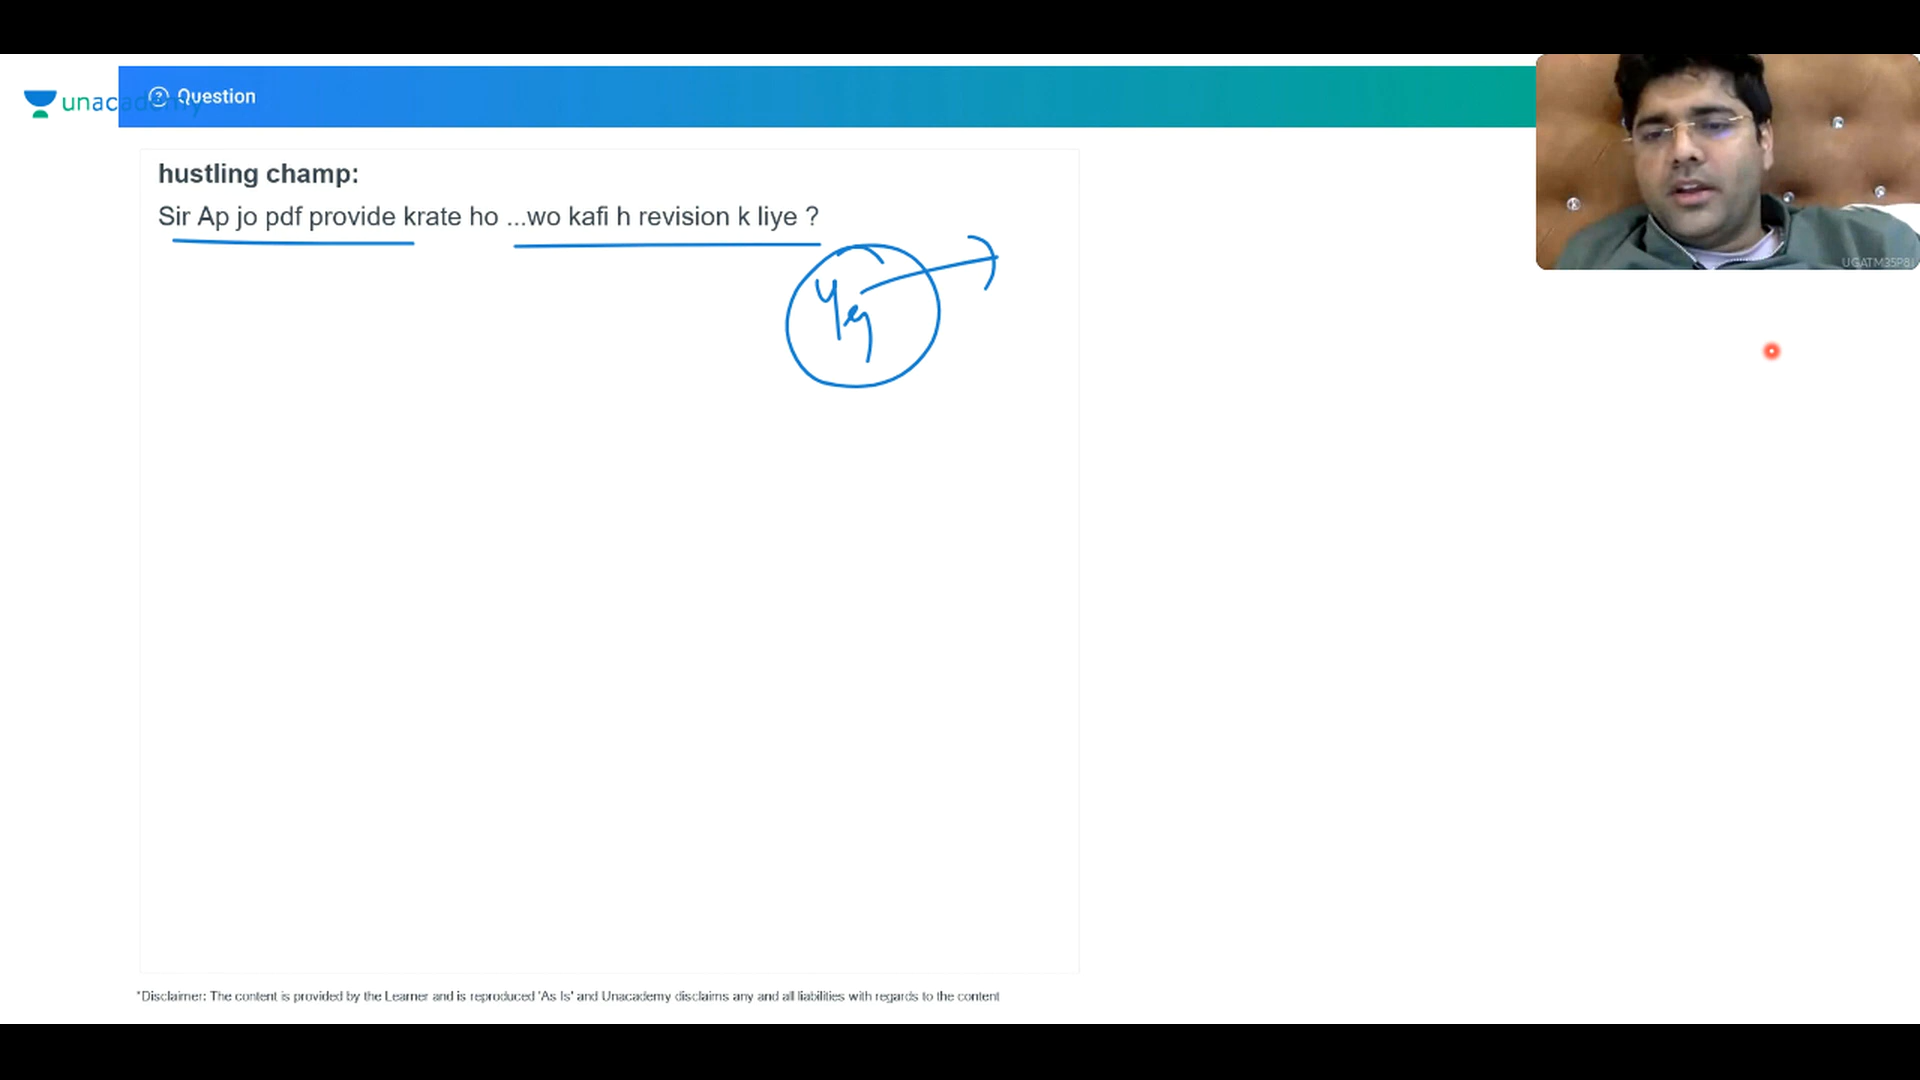 unacademy
Question
hustling champ:
Sir Ap jo pdf provide krate ho ...wo kafi h revision k liye ?
Yes
UGATM35P8I
*Disclaimer: The content is provided by the Learner and is reproduced 'As Is' and Unacademy disclaims any and all liabilities with regards to the content